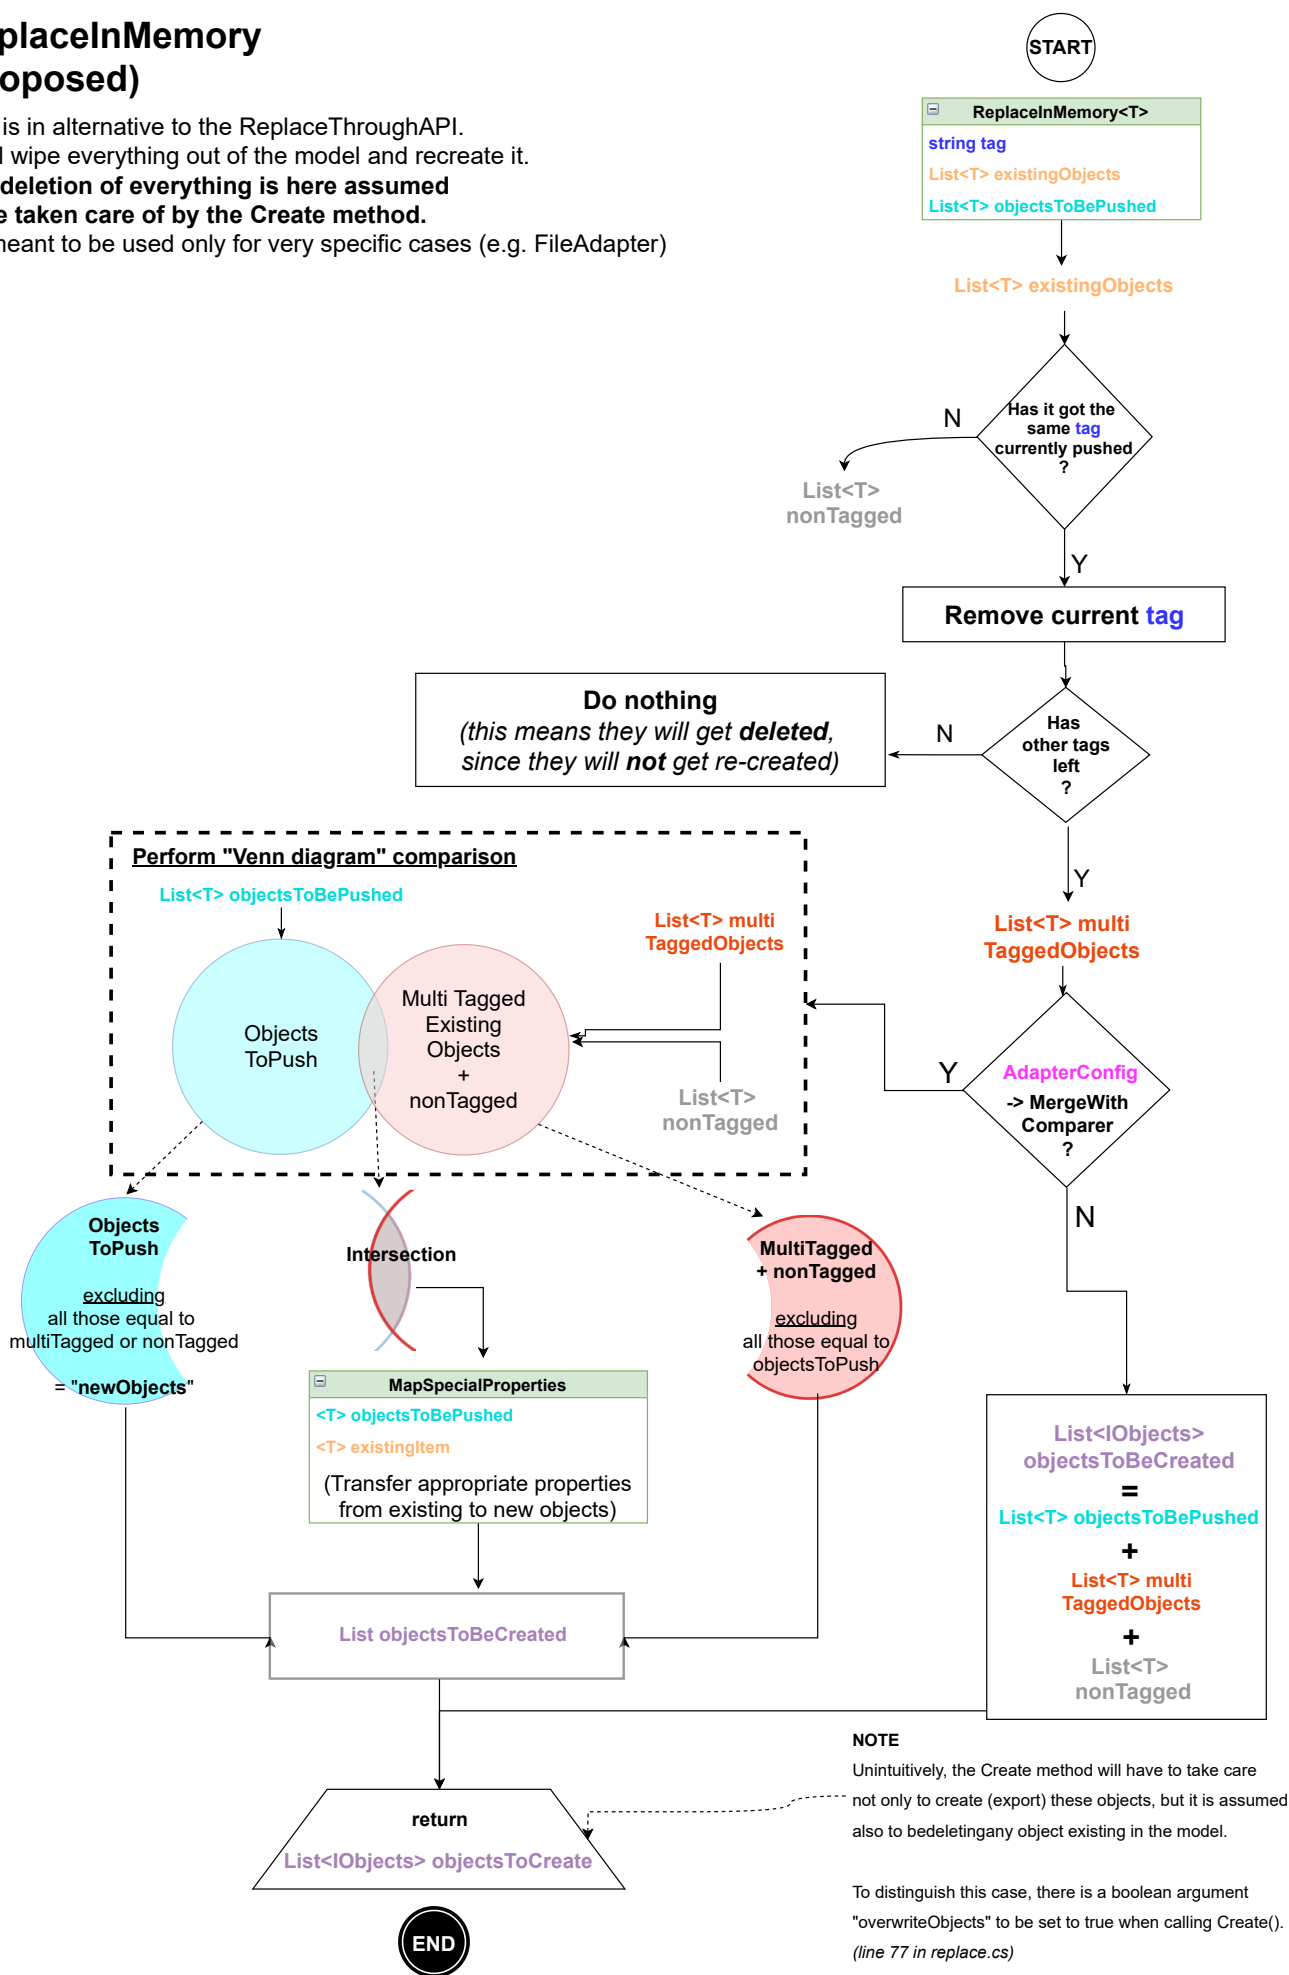 placeInMemory
oposed)
is in alternative to the ReplaceThroughAPI.
l wipe everything out of the model and recreate it.
deletion of everything is here assumed
e taken care of by the Create method.
neant to be used only for very specific cases (e.g. FileAdapter)
START
ReplaceInMemory<T>
string tag
List<T> existingObjects
List<T> objectsToBePushed
List<T> existingObjects
Has it got the
same tag
currently pushed
?
N
List<T>
nonTagged
Y
Remove current tag
Do nothing
(this means they will get deleted,
since they will not get re-created)
N
Has
other tags
left
?
Y
List<T> multi
TaggedObjects
Perform "Venn diagram" comparison
List<T> objectsToBePushed
List<T> multi
TaggedObjects
Objects
ToPush
Multi Tagged
Existing
Objects
+
nonTagged
List<T>
nonTagged
Y
AdapterConfig
-> MergeWith
Comparer
?
N
Objects
ToPush
excluding
all those equal to
multiTagged or nonTagged
= "newObjects"
Intersection
MultiTagged
+ nonTagged
excluding
all those equal to
objectsToPush
MapSpecialProperties
<T> objectsToBePushed
<T> existingItem
(Transfer appropriate properties
from existing to new objects)
List<IObjects>
objectsToBeCreated
=
List<T> objectsToBePushed
+
List<T> multi
TaggedObjects
+
List<T>
nonTagged
List objectsToBeCreated
return
List<IObjects> objectsToCreate
END
NOTE
Unintuitively, the Create method will have to take care
not only to create (export) these objects, but it is assumed
also to bedeletingany object existing in the model.
To distinguish this case, there is a boolean argument
"overwriteObjects" to be set to true when calling Create().
(line 77 in replace.cs)